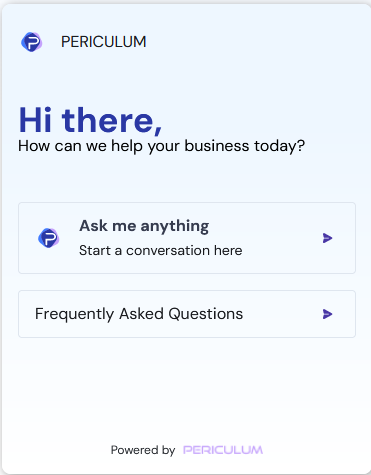 PERICULUM
Hi there,
How can we help your business today?
Ask me anything
Start a conversation here
Frequently Asked Questions
Powered by PERICULUM